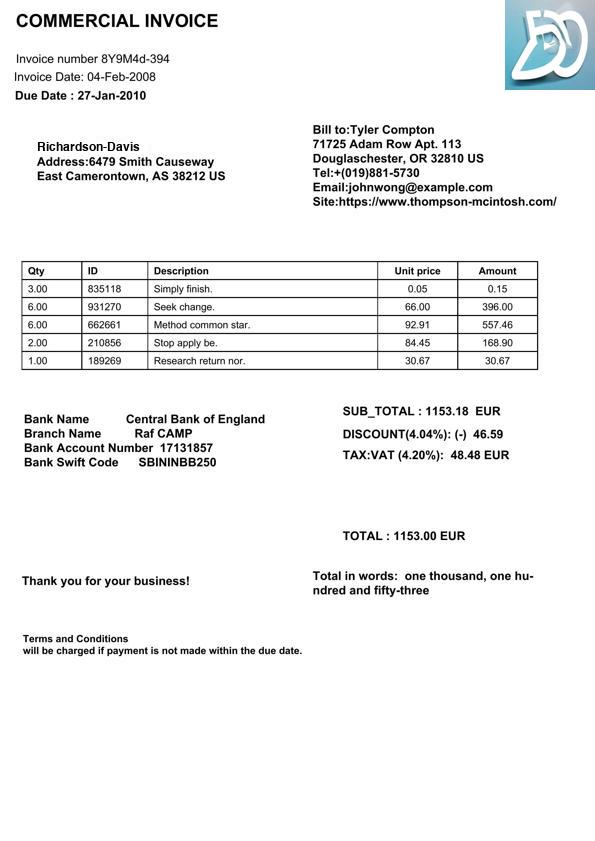 COMMERCIAL INVOICE
Invoice number 8Y9M4d-394
Invoice Date: 04-Feb-2008
Due Date : 27-Jan-2010
Richardson-Davis
Address:6479 Smith Causeway
East Camerontown, AS 38212 US
Bill to:Tyler Compton
71725 Adam Row Apt. 113
Douglaschester, OR 32810 US
Tel:+(019)881-5730
Email:johnwong@example.com
Site:https://www.thompson-mcintosh.com/
Qty ID Description Unit price Amount
3.00 835118 Simply finish. 0.05 0.15
6.00 931270 Seek change. 66.00 396.00
6.00 662661 Method common star. 92.91 557.46
2.00 210856 Stop apply be. 84.45 168.90
1.00 189269 Research return nor. 30.67 30.67
Bank Name Central Bank of England
Branch Name Raf CAMP
Bank Account Number 17131857
Bank Swift Code SBININBB250
SUB_TOTAL : 1153.18 EUR
DISCOUNT(4.04%): (-) 46.59
TAX:VAT (4.20%): 48.48 EUR
TOTAL : 1153.00 EUR
Thank you for your business!
Total in words: one thousand, one hu-
ndred and fifty-three
Terms and Conditions
will be charged if payment is not made within the due date.